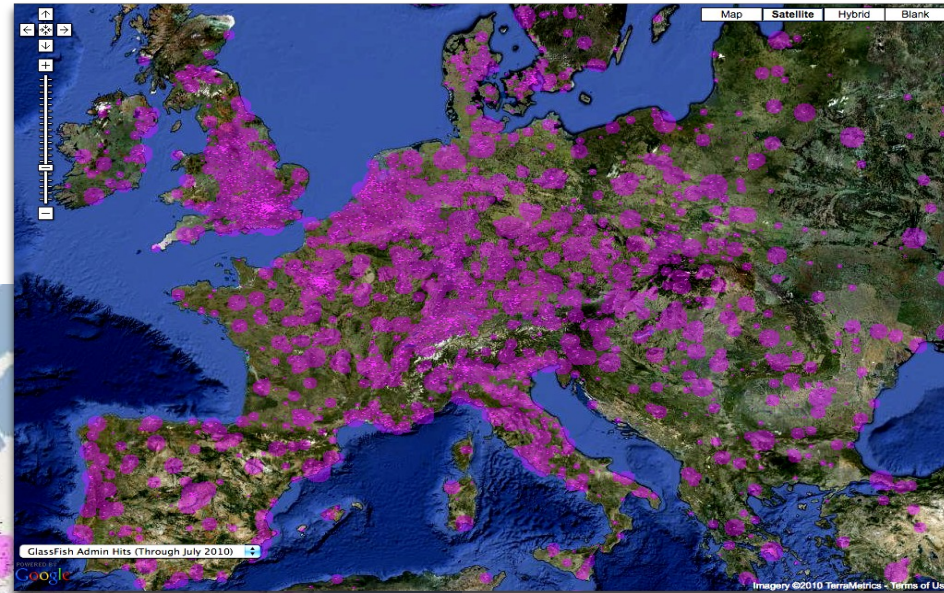 Map Satellite Hybrid Blank
GlassFish Admin Hits (Through July 2010)
POWERED BY
Google
Imagery ©2010 TerraMetrics - Terms of Us